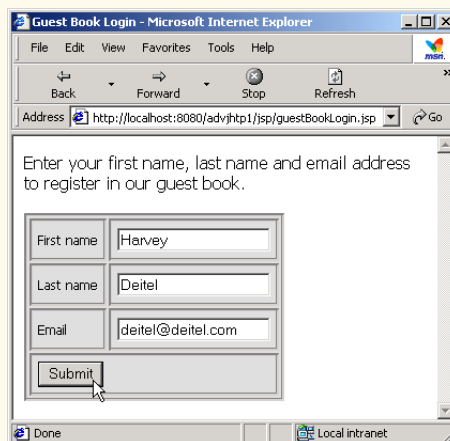 Guest Book Login - Microsoft Internet Explorer
File Edit View Favorites Tools Help
msn.
Back Forward Stop Refresh »
Address http://localhost:8080/advjhtp1/jsp/guestBookLogin.jsp Go
Enter your first name, last name and email address
to register in our guest book.
First name Harvey
Last name Deitel
Email deitel@deitel.com
Submit
Done Local intranet